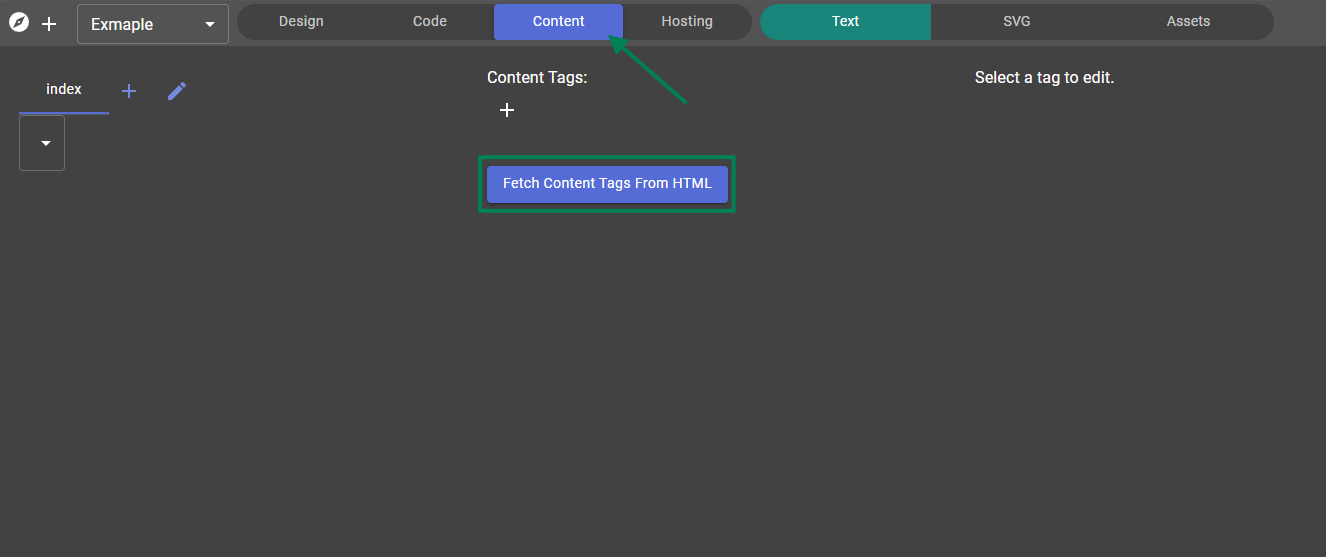 Exmaple
Design
Code
Content
Hosting
Text
SVG
Assets
index
Content Tags:
Select a tag to edit.
Fetch Content Tags From HTML